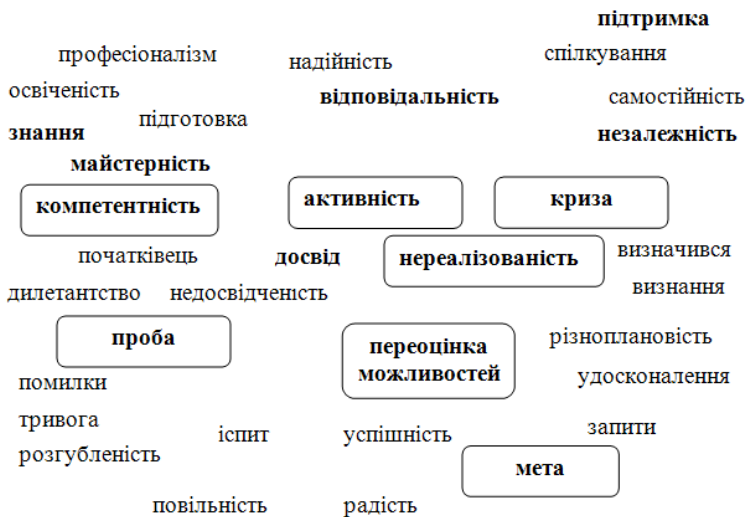 підтримка
професіоналізм
надійність
спілкування
освіченість
відповідальність
самостійність
знання
підготовка
незалежність
майстерність
компетентність
активність
криза
початківець
досвід
нереалізованість
визначився
дилетантство
недосвідченість
визнання
проба
переоцінка
можливостей
різноплановість
помилки
удосконалення
тривога
іспит
успішність
запити
розгубленість
мета
повільність
радість